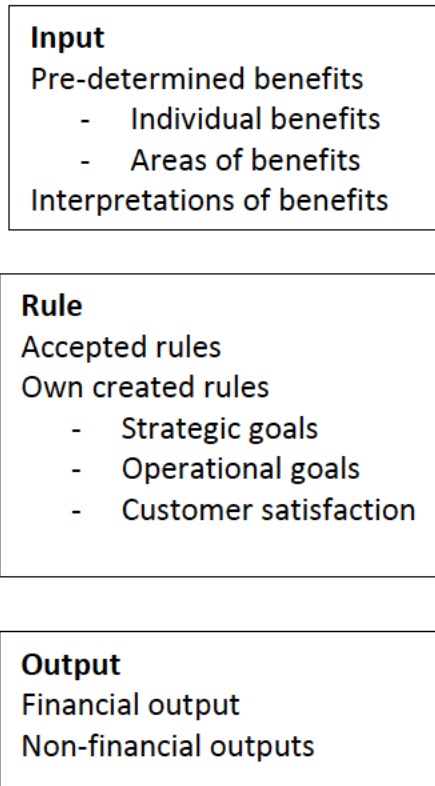 Input
Pre-determined benefits
- Individual benefits
- Areas of benefits
Interpretations of benefits
Rule
Accepted rules
Own created rules
- Strategic goals
- Operational goals
- Customer satisfaction
Output
Financial output
Non-financial outputs